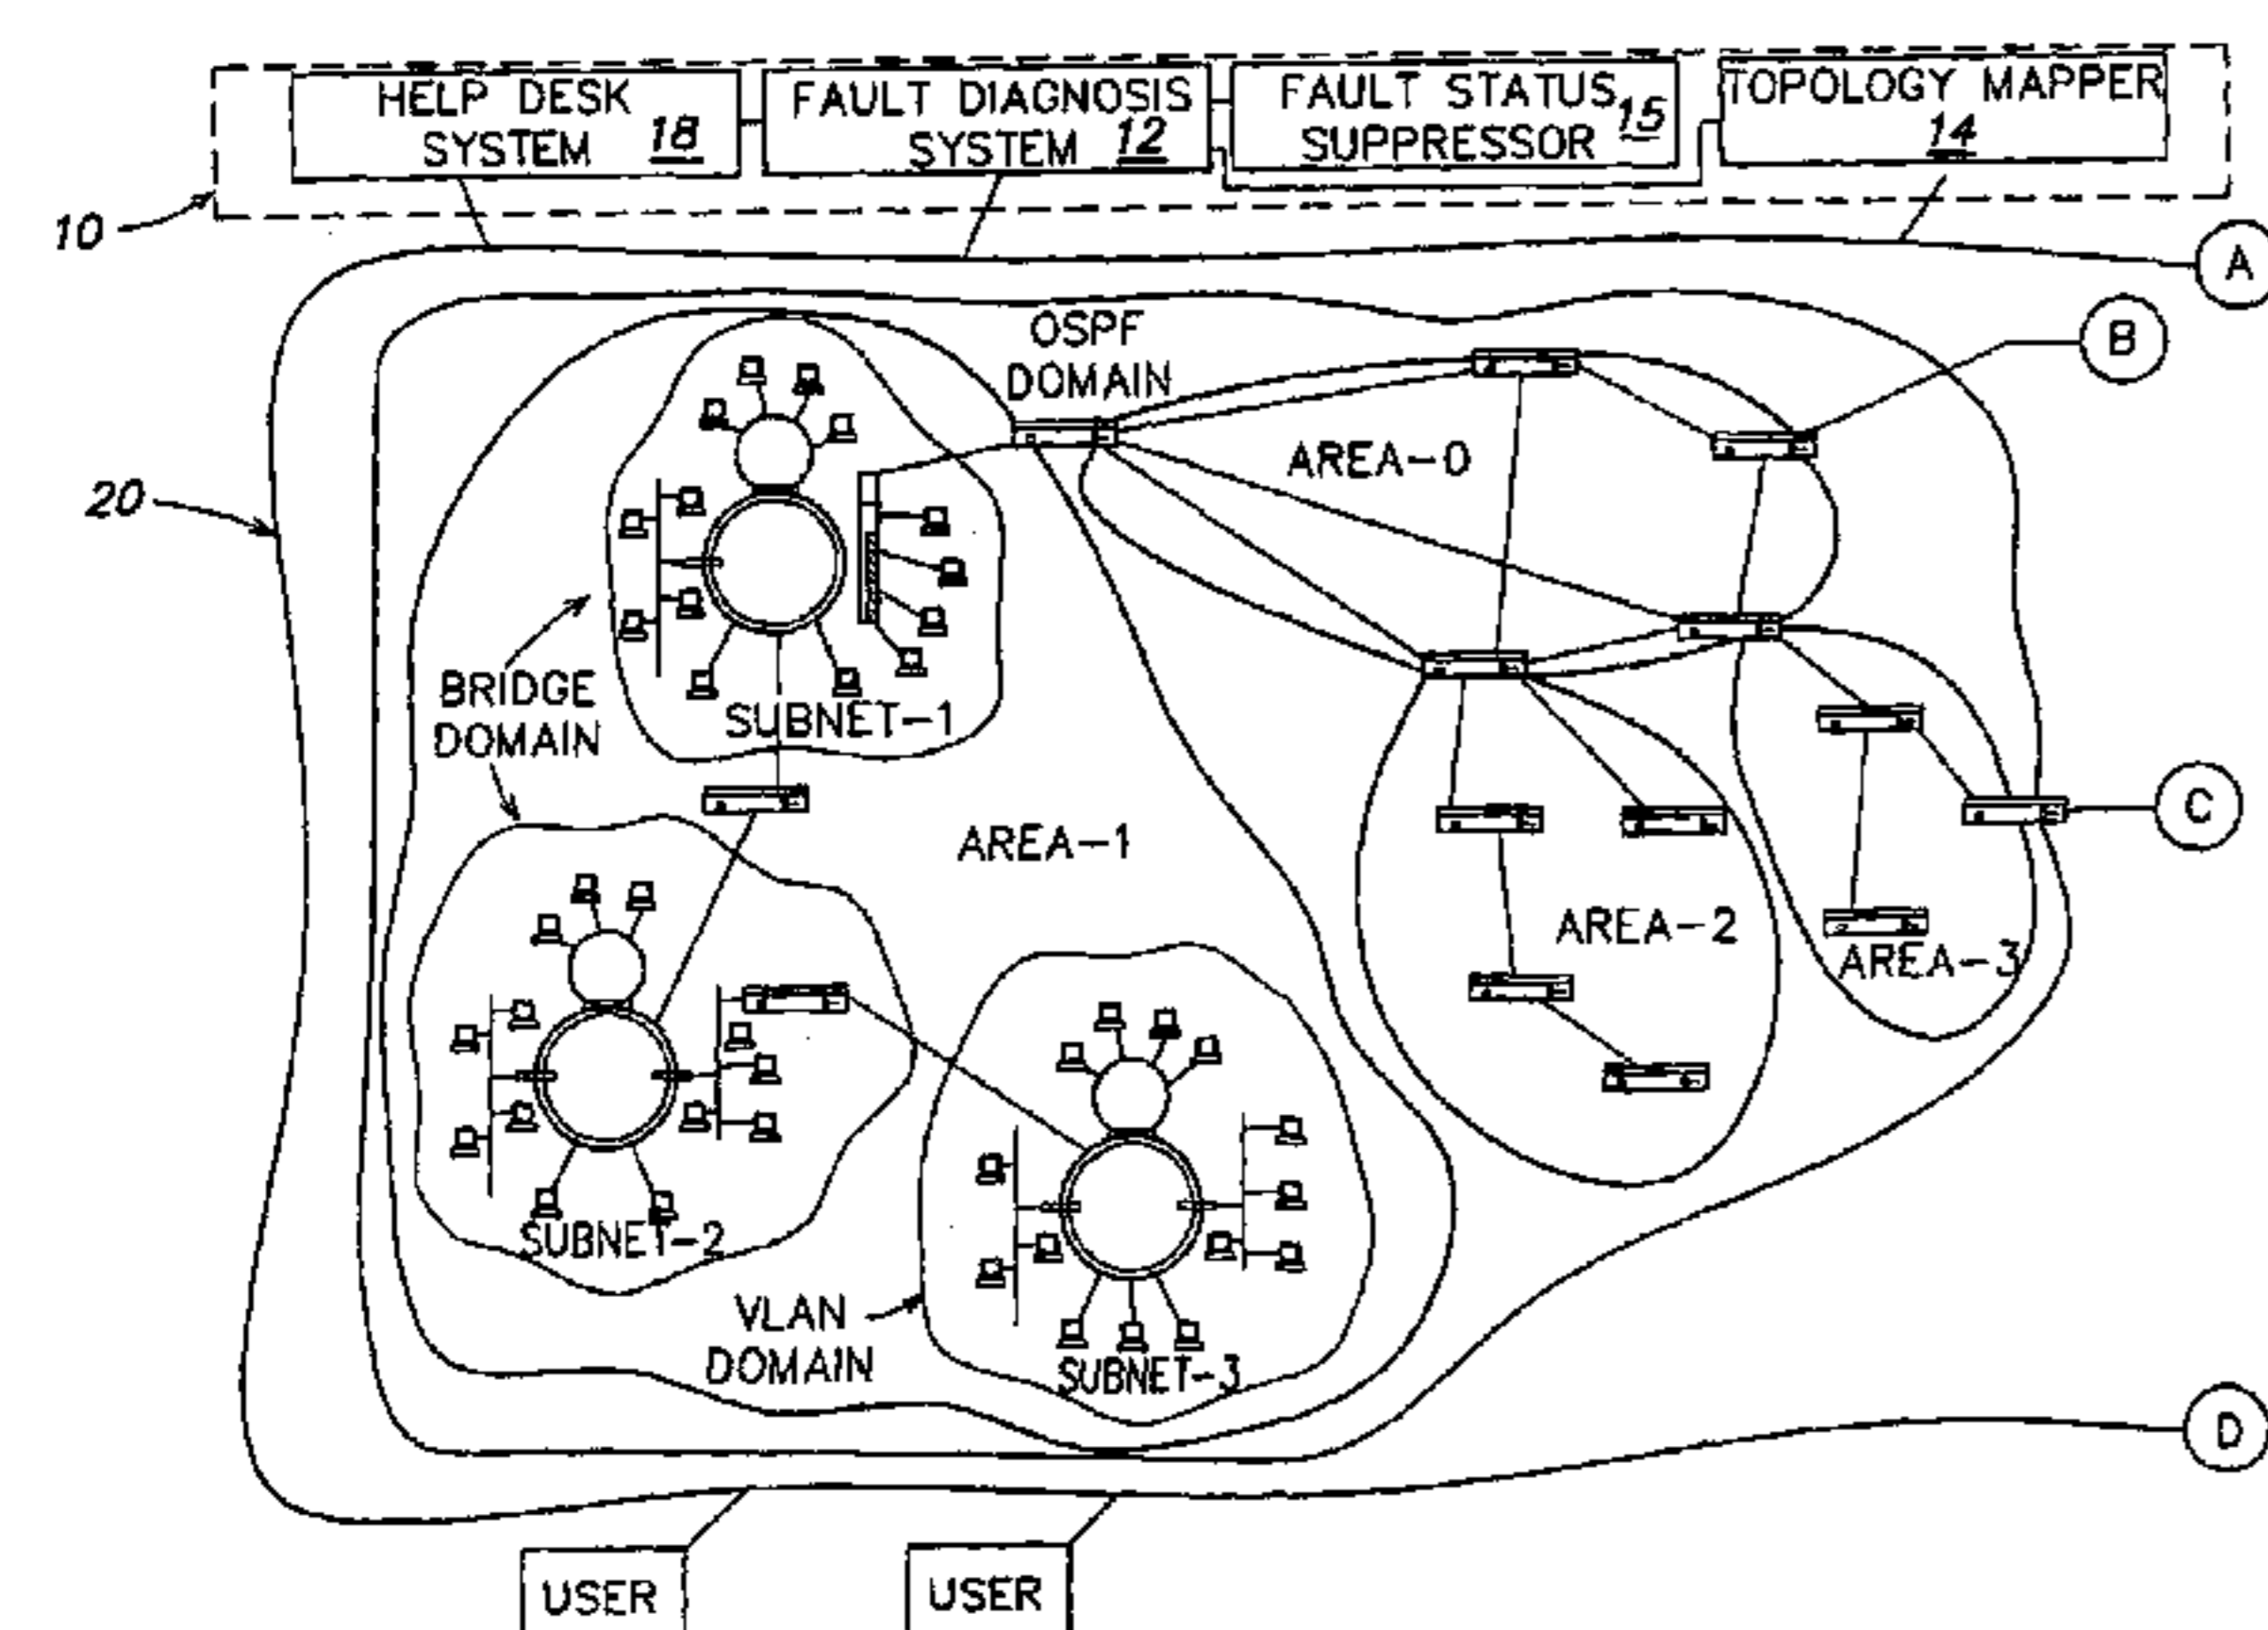 HELP DESK
SYSTEM 18
FAULT DIAGNOSIS
SYSTEM 12
FAULT STATUS
SUPPRESSOR 15
TOPOLOGY MAPPER
14
10
A
OSPF
DOMAIN
B
20
AREA-0
BRIDGE
DOMAIN
SUBNET-1
AREA-1
C
AREA-2
AREA-3
SUBNET-2
VLAN
DOMAIN
SUBNET-3
D
USER
USER